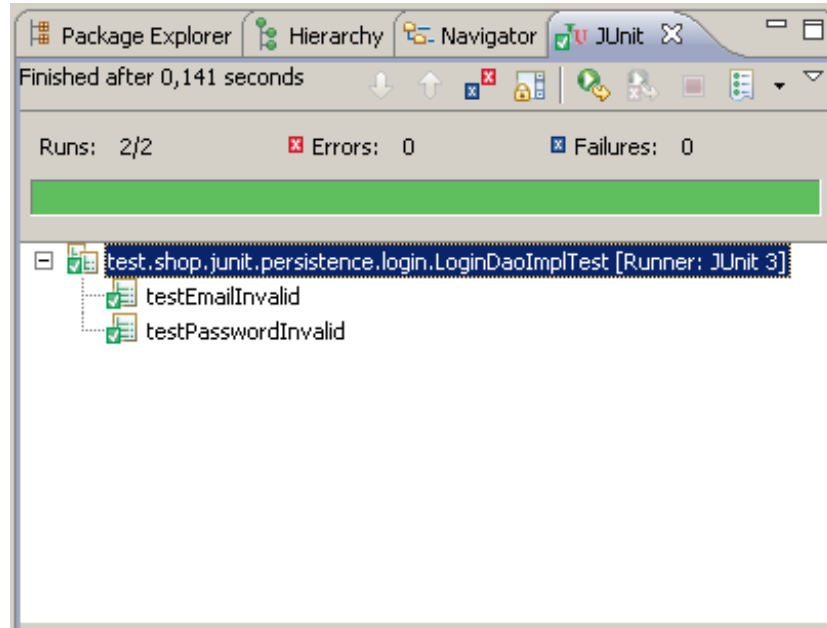 Package Explorer Hierarchy Navigator JUnit
Finished after 0,141 seconds
Runs: 2/2 Errors: 0 Failures: 0
test.shop.junit.persistence.login.LoginDaoImplTest [Runner: JUnit 3]
testEmailInvalid
testPasswordInvalid